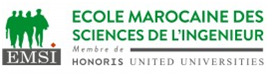 EMSI
ECOLE MAROCAINE DES
SCIENCES DE L'INGENIEUR
Membre de
HONORIS UNITED UNIVERSITIES